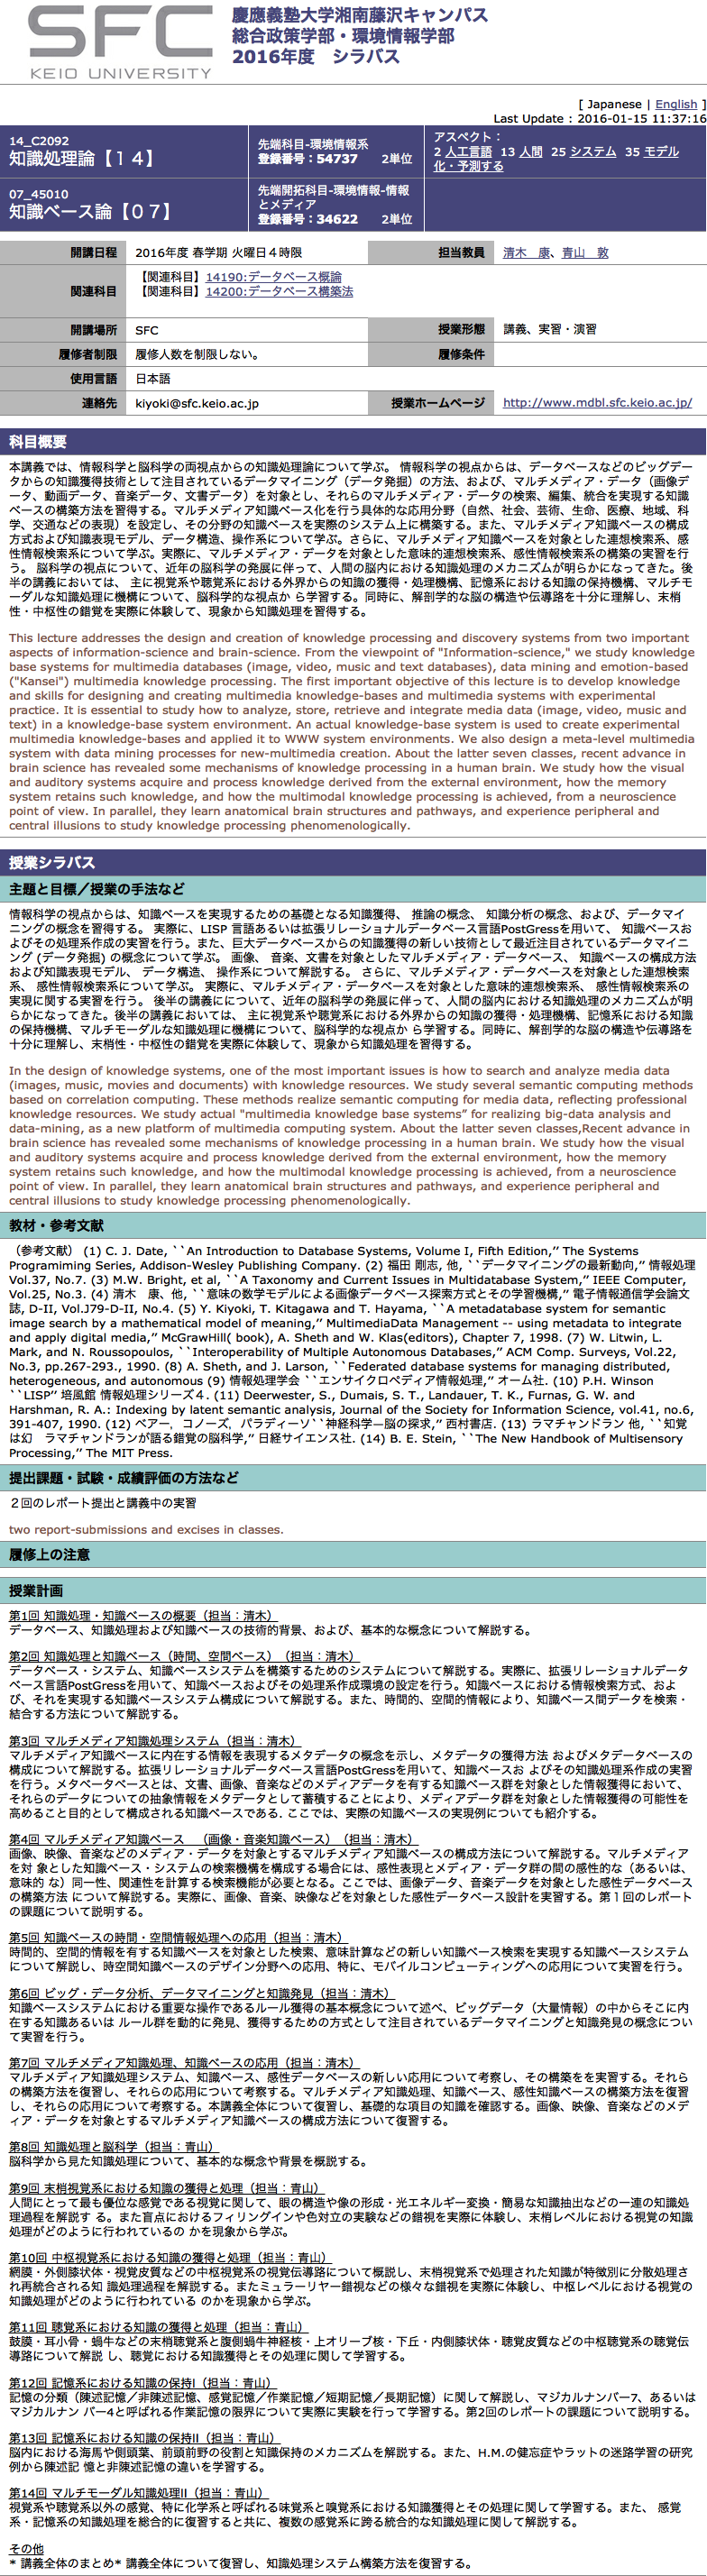 SFC
KEIO UNIVERSITY
慶應義塾大学湘南藤沢キャンパス
総合政策学部・環境情報学部
2016年度　シラバス
[ Japanese | English ]
Last Update : 2016-01-15 11:37:16
14_C2092
知識処理論【１４】
先端科目-環境情報系
登録番号：54737　2単位
アスペクト：
2 人工言語 13 人間 25 システム 35 モデル
化・予測する
07_45010
知識ベース論【０７】
先端開拓科目-環境情報-情報
とメディア
登録番号：34622　2単位
開講日程　2016年度 春学期 火曜日４時限　担当教員　清木　康、青山　敦
関連科目
【関連科目】14190:データベース概論
【関連科目】14200:データベース構築法
開講場所　SFC　授業形態　講義、実習・演習
履修者制限　履修人数を制限しない。　履修条件
使用言語　日本語
連絡先　kiyoki@sfc.keio.ac.jp　授業ホームページ　http://www.mdbl.sfc.keio.ac.jp/
科目概要
本講義では、情報科学と脳科学の両視点からの知識処理論について学ぶ。 情報科学の視点からは、データベースなどのビッグデー
タからの知識獲得技術として注目されているデータマイニング（データ発掘）の方法、および、マルチメディア・データ（画像デー
タ、動画データ、音楽データ、文書データ）を対象とし、それらのマルチメディア・データの検索、編集、統合を実現する知識
ベースの構築方法を習得する。マルチメディア知識ベース化を行う具体的な応用分野（自然、社会、芸術、生命、医療、地域、科
学、交通などの表現）を設定し、その分野の知識ベースを実際のシステム上に構築する。また、マルチメディア知識ベースの構成
方式および知識表現モデル、データ構造、操作系について学ぶ。さらに、マルチメディア知識ベースを対象とした連想検索系、感
性情報検索系について学ぶ。実際に、マルチメディア・データを対象とした意味的連想検索系、感性情報検索系の構築の実習を行
う。 脳科学の視点について、近年の脳科学の発展に伴って、人間の脳内における知識処理のメカニズムが明らかになってきた。後
半の講義においては、 主に視覚系や聴覚系における外界からの知識の獲得・処理機構、記憶系における知識の保持機構、マルチモ
ーダルな知識処理に機構について、脳科学的な視点か ら学習する。同時に、解剖学的な脳の構造や伝導路を十分に理解し、末梢
性・中枢性の錯覚を実際に体験して、現象から知識処理を習得する。
This lecture addresses the design and creation of knowledge processing and discovery systems from two important
aspects of information-science and brain-science. From the viewpoint of "Information-science," we study knowledge
base systems for multimedia databases (image, video, music and text databases), data mining and emotion-based
("Kansei") multimedia knowledge processing. The first important objective of this lecture is to develop knowledge
and skills for designing and creating multimedia knowledge-bases and multimedia systems with experimental
practice. It is essential to study how to analyze, store, retrieve and integrate media data (image, video, music and
text) in a knowledge-base system environment. An actual knowledge-base system is used to create experimental
multimedia knowledge-bases and applied it to WWW system environments. We also design a meta-level multimedia
system with data mining processes for new-multimedia creation. About the latter seven classes, recent advance in
brain science has revealed some mechanisms of knowledge processing in a human brain. We study how the visual
and auditory systems acquire and process knowledge derived from the external environment, how the memory
system retains such knowledge, and how the multimodal knowledge processing is achieved, from a neuroscience
point of view. In parallel, they learn anatomical brain structures and pathways, and experience peripheral and
central illusions to study knowledge processing phenomenologically.
授業シラバス
主題と目標／授業の手法など
情報科学の視点からは、知識ベースを実現するための基礎となる知識獲得、 推論の概念、 知識分析の概念、および、データマイ
ニングの概念を習得する。 実際に、LISP 言語あるいは拡張リレーショナルデータベース言語PostGressを用いて、 知識ベースお
よびその処理系作成の実習を行う。また、巨大データベースからの知識獲得の新しい技術として最近注目されているデータマイニ
ング (データ発掘) の概念について学ぶ。 画像、 音楽、文書を対象としたマルチメディア・データベース、 知識ベースの構成方法
および知識表現モデル、 データ構造、 操作系について解説する。 さらに、マルチメディア・データベースを対象とした連想検索
系、 感性情報検索系について学ぶ。 実際に、マルチメディア・データベースを対象とした意味的連想検索系、 感性情報検索系の
実現に関する実習を行う。 後半の講義にについて、近年の脳科学の発展に伴って、人間の脳内における知識処理のメカニズムが明
らかになってきた。後半の講義においては、 主に視覚系や聴覚系における外界からの知識の獲得・処理機構、記憶系における知識
の保持機構、マルチモーダルな知識処理に機構について、脳科学的な視点か ら学習する。同時に、解剖学的な脳の構造や伝導路を
十分に理解し、末梢性・中枢性の錯覚を実際に体験して、現象から知識処理を習得する。
In the design of knowledge systems, one of the most important issues is how to search and analyze media data
(images, music, movies and documents) with knowledge resources. We study several semantic computing methods
based on correlation computing. These methods realize semantic computing for media data, reflecting professional
knowledge resources. We study actual "multimedia knowledge base systems” for realizing big-data analysis and
data-mining, as a new platform of multimedia computing system. About the latter seven classes,Recent advance in
brain science has revealed some mechanisms of knowledge processing in a human brain. We study how the visual
and auditory systems acquire and process knowledge derived from the external environment, how the memory
system retains such knowledge, and how the multimodal knowledge processing is achieved, from a neuroscience
point of view. In parallel, they learn anatomical brain structures and pathways, and experience peripheral and
central illusions to study knowledge processing phenomenologically.
教材・参考文献
（参考文献） (1) C. J. Date, ``An Introduction to Database Systems, Volume I, Fifth Edition,’’ The Systems
Programiming Series, Addison-Wesley Publishing, Company. (2) 福田 剛志, 他, ``データマイニングの最新動向,’’ 情報処理
Vol.37, No.7. (3) M.W. Bright, et al, ``A Taxonomy and Current Issues in Multidatabase System,’’ IEEE Computer,
Vol.25, No.3. (4) 清木　康、他, ``意味の数学モデルによる画像データベース探索方式とその学習機構,’’ 電子情報通信学会論文
誌, D-II, Vol.J79-D-II, No.4. (5) Y. Kiyoki, T. Kitagawa and T. Hayama, ``A metadatabase system for semantic
image search by a mathematical model of meaning,’’ MultimediaData Management -- using metadata to integrate
and apply digital media,’’ McGrawHill( book), A. Sheth and W. Klas(editors), Chapter 7, 1998. (7) W. Litwin, L.
Mark, and N. Roussopoulos, ``Interoperability of Multiple Autonomous Databases,’’ ACM Comp. Surveys, Vol.22,
No.3, pp.267-293., 1990. (8) A. Sheth, and J. Larson, ``Federated database systems for managing distributed,
heterogeneous, and autonomous (9) 情報処理学会 ``エンサイクロペディア情報処理,’’ オーム社. (10) P.H. Winson
``LISP’’ 培風館 情報処理シリーズ４. (11) Deerwester, S., Dumais, S. T., Landauer, T. K., Furnas, G. W. and
Harshman, R. A.: Indexing by latent semantic analysis, Journal of the Society for Information Science, vol.41, no.6,
391-407, 1990. (12) ベアー，コノーズ，パラディーソ``神経科学ー脳の探求,’’ 西村書店. (13) ラマチャンドラン 他, ``知覚
は幻　ラマチャンドランが語る錯覚の脳科学,’’ 日経サイエンス社. (14) B. E. Stein, ``The New Handbook of Multisensory
Processing,’’ The MIT Press.
提出課題・試験・成績評価の方法など
２回のレポート提出と講義中の実習
two report-submissions and excises in classes.
履修上の注意
授業計画
第1回 知識処理・知識ベースの概要（担当：清木）
データベース、知識処理および知識ベースの技術的背景、および、基本的な概念について解説する。
第2回 知識処理と知識ベース（時間、空間ベース）（担当：清木）
データベース・システム、知識ベースシステムを構築するためのシステムについて解説する。実際に、拡張リレーショナルデータ
ベース言語PostGressを用いて、知識ベースおよびその処理系作成環境の設定を行う。知識ベースにおける情報検索方式、およ
び、それを実現する知識ベースシステム構成について解説する。また、時間的、空間的情報により、知識ベース間データを検索・
結合する方法について解説する。
第3回 マルチメディア知識処理システム（担当：清木）
マルチメディア知識ベースに内在する情報を表現するメタデータの概念を示し、メタデータの獲得方法 およびメタデータベースの
構成について解説する。拡張リレーショナルデータベース言語PostGressを用いて、知識ベースお よびその知識処理系作成の実習
を行う。メタベータベースとは、文書、画像、音楽などのメディアデータを有する知識ベース群を対象とした情報獲得において、
それらのデータについての抽象情報をメタデータとして蓄積することにより、メディアデータ群を対象とした情報獲得の可能性を
高めること目的として構成される知識ベースである. ここでは、実際の知識ベースの実現例についても紹介する。
第4回 マルチメディア知識ベース　（画像・音楽知識ベース）（担当：清木）
画像、映像、音楽などのメディア・データを対象とするマルチメディア知識ベースの構成方法について解説する。マルチメディア
を対 象とした知識ベース・システムの検索機構を構成する場合には、感性表現とメディア・データ群の間の感性的な（あるいは、
意味的 な）同一性、関連性を計算する検索機能が必要となる。ここでは、画像データ、音楽データを対象とした感性データベース
の構築方法 について解説する。実際に、画像、音楽、映像などを対象とした感性データベース設計を実習する。第１回のレポート
の課題について説明する。
第5回 知識ベースの時間・空間情報処理への応用（担当：清木）
時間的、空間的情報を有する知識ベースを対象とした検索、意味計算などの新しい知識ベース検索を実現する知識ベースシステム
について解説し、時空間知識ベースのデザイン分野への応用、特に、モバイルコンピューティングへの応用について実習を行う。
第6回 ビッグ・データ分析、データマイニングと知識発見（担当：清木）
知識ベースシステムにおける重要な操作であるルール獲得の基本概念について述べ、ビッグデータ（大量情報）の中からそこに内
在する知識あるいは ルール群を動的に発見、獲得するための方式として注目されているデータマイニングと知識発見の概念につい
て実習を行う。
第7回 マルチメディア知識処理、知識ベースの応用（担当：清木）
マルチメディア知識処理システム、知識ベース、感性データベースの新しい応用について考察し、その構築をを実習する。それら
の構築方法を復習し、それらの応用について考察する。マルチメディア知識処理、知識ベース、感性知識ベースの構築方法を復習
し、それらの応用について考察する。本講義全体について復習し、基礎的な項目の知識を確認する。画像、映像、音楽などのメデ
ィア・データを対象とするマルチメディア知識ベースの構成方法について復習する。
第8回 知識処理と脳科学（担当：青山）
脳科学から見た知識処理について、基本的な概念や背景を概説する。
第9回 末梢視覚系における知識の獲得と処理（担当：青山）
人間にとって最も優位な感覚である視覚に関して、眼の構造や像の形成・光エネルギー変換・簡易な知識抽出などの一連の知識処
理過程を解説す る。また盲点におけるフィリングインや色対立の実験などの錯視を実際に体験し、末梢レベルにおける視覚の知識
処理がどのように行われているの かを現象から学ぶ。
第10回 中枢視覚系における知識の獲得と処理（担当：青山）
網膜・外側膝状体・視覚皮質などの中枢視覚系の視覚伝導路について概説し、末梢視覚系で処理された知識が特徴別に分散処理さ
れ再統合される知 識処理過程を解説する。またミュラーリヤー錯視などの様々な錯視を実際に体験し、中枢レベルにおける視覚の
知識処理がどのように行われている のかを現象から学ぶ。
第11回 聴覚系における知識の獲得と処理（担当：青山）
鼓膜・耳小骨・蝸牛などの末梢聴覚系と腹側蝸牛神経核・上オリーブ核・下丘・内側膝状体・聴覚皮質などの中枢聴覚系の聴覚伝
導路について解説 し、聴覚における知識獲得とその処理に関して学習する。
第12回 記憶系における知識の保持I（担当：青山）
記憶の分類（陳述記憶／非陳述記憶、感覚記憶／作業記憶／短期記憶／長期記憶）に関して解説し、マジカルナンバー7、あるいは
マジカルナン バー4と呼ばれる作業記憶の限界について実際に実験を行って学習する。第2回のレポートの課題について説明する。
第13回 記憶系における知識の保持II（担当：青山）
脳内における海馬や側頭葉、前頭前野の役割と知識保持のメカニズムを解説する。また、H.M.の健忘症やラットの迷路学習の研究
例から陳述記 憶と非陳述記憶の違いを学習する。
第14回 マルチモーダル知識処理II（担当：青山）
視覚系や聴覚系以外の感覚、特に化学系と呼ばれる味覚系と嗅覚系における知識獲得とその処理に関して学習する。また、 感覚
系・記憶系の知識処理を総合的に復習すると共に、複数の感覚系に跨る統合的な知識処理に関して解説する。
その他
* 講義全体のまとめ* 講義全体について復習し、知識処理システム構築方法を復習する。